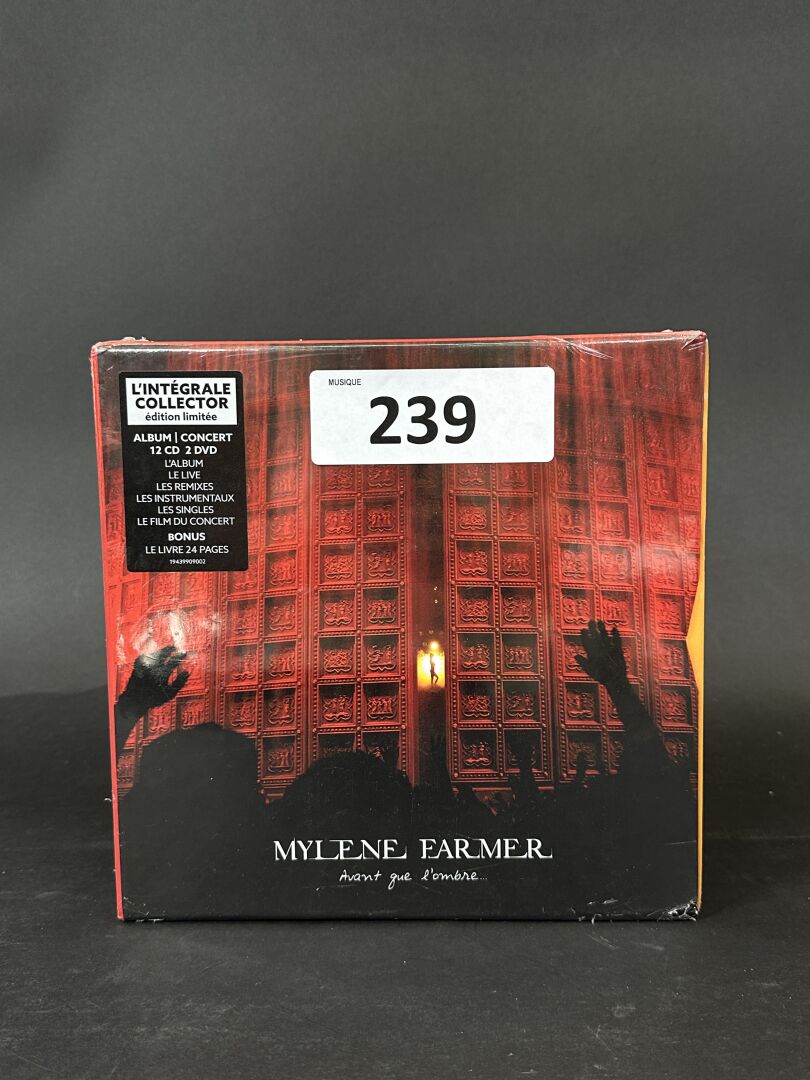 L'INTÉGRALE
COLLECTOR
édition limitée
ALBUM | CONCERT
12 CD 2 DVD
L'ALBUM
LE LIVE
LES REMIXES
LES INSTRUMENTAUX
LES SINGLES
LE FILM DU CONCERT
BONUS
LE LIVRE 24 PAGES
19439909002
MUSIQUE
239
MYLENE FARMER
Avant que l'ombre...